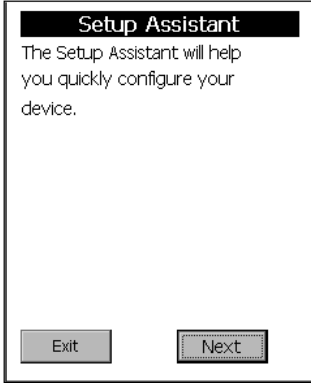 Setup Assistant
The Setup Assistant will help
you quickly configure your
device.
Exit
Next